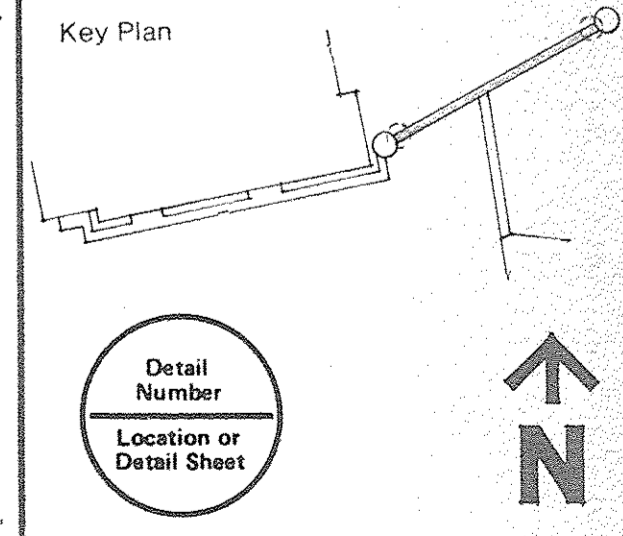 Key Plan
Detail
Number
Location or
Detail Sheet
N